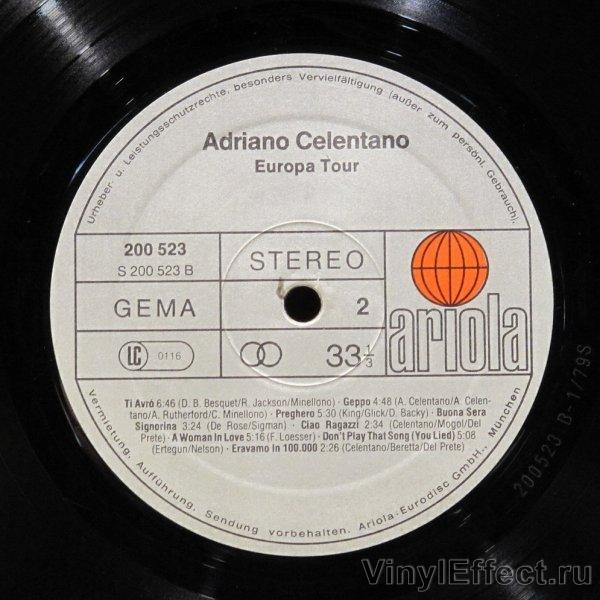 Urheber- u. Leistungsschutzrechte, besonders Vervielfältigung (außer zum persönl. Gebrauch),
Adriano Celentano
Europa Tour
200 523
S 200 523 B
STEREO
GEMA
2
ariola
LC 0116
33 1/3
Ti Avrò 6:46 (D. B. Besquet/R. Jackson/Minellono) · Geppo 4:48 (A. Celentano/A. Celen-
tano/A. Rutherford/C. Minellono) · Preghero 5:30 (King/Glick/D. Backy) · Buona Sera
Signorina 3:24 (De Rose/Sigman) · Ciao Ragazzi 2:34 (Celentano/Mogol/Del
Prete) · A Woman In Love 5:16 (F. Loesser) · Don't Play That Song (You Lied) 5:08
(Ertegun/Nelson) · Eravamo In 100.000 2:26 (Celentano/Beretta/Del Prete)
Vermietung, Aufführung, Sendung vorbehalten. Ariola-Eurodisc GmbH., München
200523 B-1/79S
VinylEffect.ru